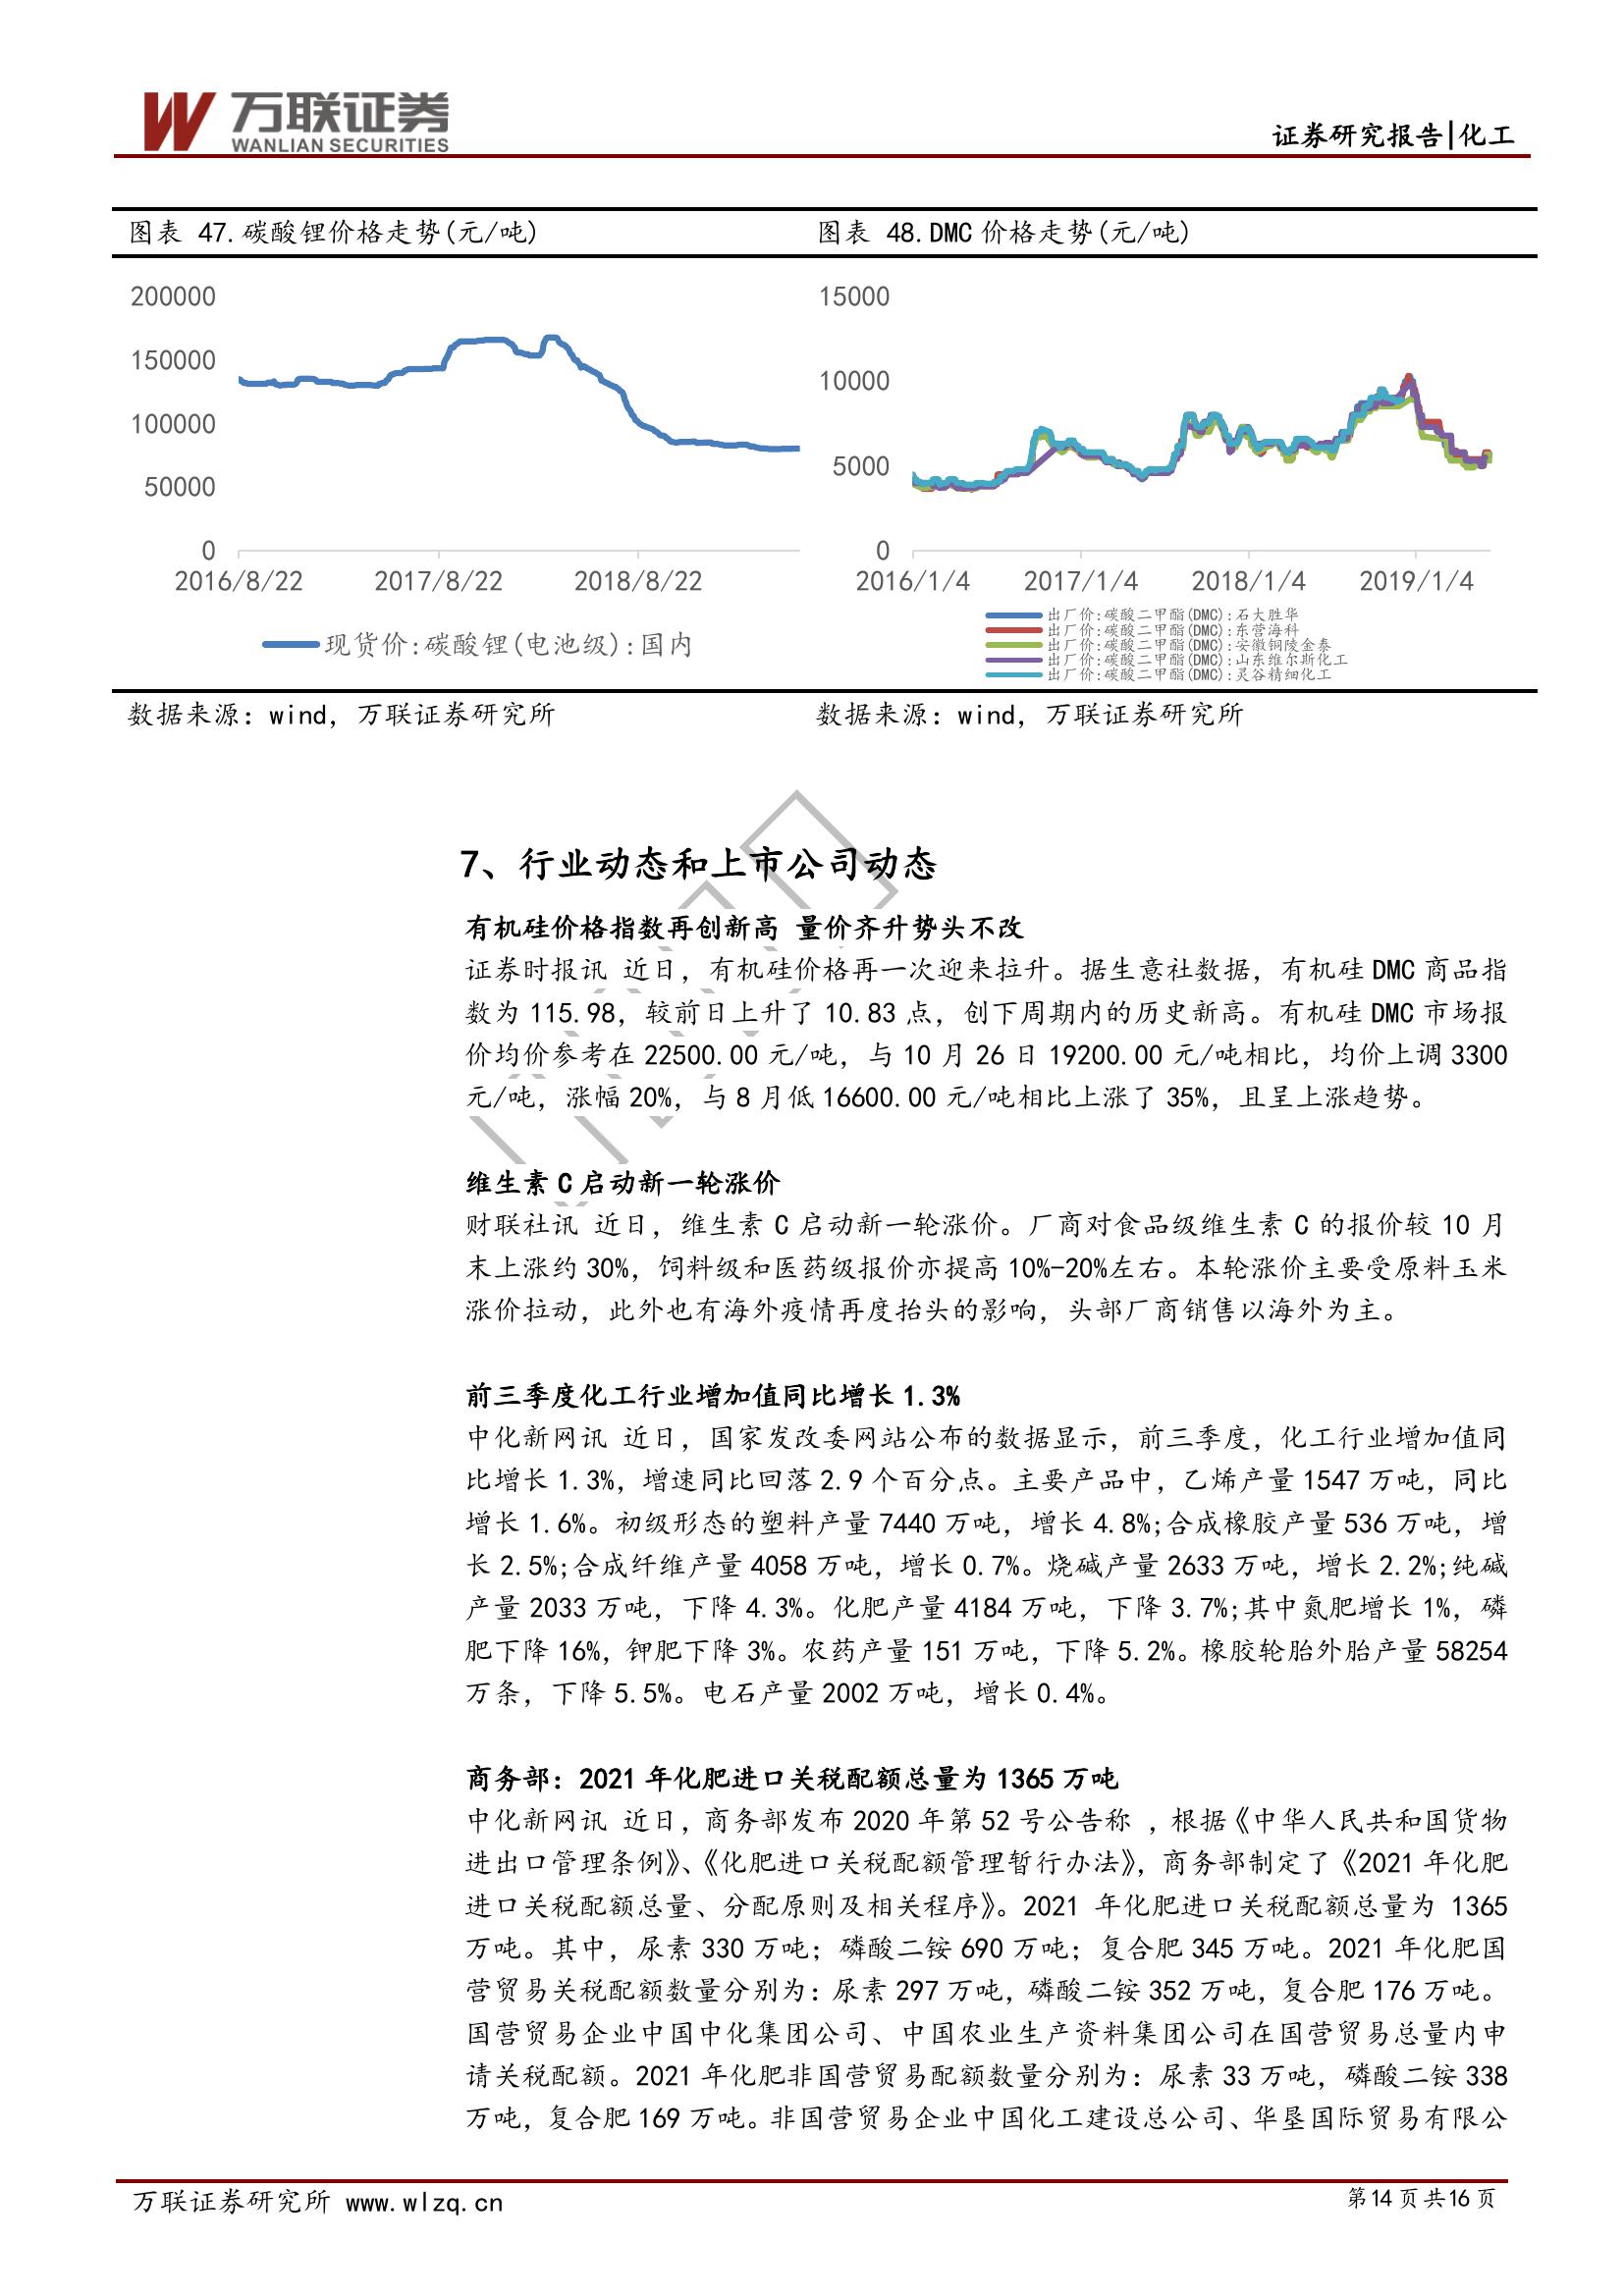 万联证券
WANLIAN SECURITIES
证券研究报告|化工
图表 47.碳酸锂价格走势(元/吨)
图表 48.DMC 价格走势(元/吨)
200000
150000
100000
50000
0
2016/8/22 2017/8/22 2018/8/22
现货价:碳酸锂(电池级):国内
15000
10000
5000
0
2016/1/4 2017/1/4 2018/1/4 2019/1/4
出厂价:碳酸二甲酯(DMC):石大胜华
出厂价:碳酸二甲酯(DMC):东营海科
出厂价:碳酸二甲酯(DMC):安徽铜陵金泰
出厂价:碳酸二甲酯(DMC):山东维尔斯化工
出厂价:碳酸二甲酯(DMC):灵谷精细化工
数据来源：wind，万联证券研究所
数据来源：wind，万联证券研究所
7、行业动态和上市公司动态
有机硅价格指数再创新高 量价齐升势头不改
证券时报讯 近日，有机硅价格再一次迎来拉升。据生意社数据，有机硅 DMC 商品指
数为 115.98，较前日上升了 10.83 点，创下周期内的历史新高。有机硅 DMC 市场报
价均价参考在 22500.00 元/吨，与 10 月 26 日 19200.00 元/吨相比，均价上调 3300
元/吨，涨幅 20%，与 8 月低 16600.00 元/吨相比上涨了 35%，且呈上涨趋势。
维生素 C 启动新一轮涨价
财联社讯 近日，维生素 C 启动新一轮涨价。厂商对食品级维生素 C 的报价较 10 月
末上涨约 30%，饲料级和医药级报价亦提高 10%-20%左右。本轮涨价主要受原料玉米
涨价拉动，此外也有海外疫情再度抬头的影响，头部厂商销售以海外为主。
前三季度化工行业增加值同比增长 1.3%
中化新网讯 近日，国家发改委网站公布的数据显示，前三季度，化工行业增加值同
比增长 1.3%，增速同比回落 2.9 个百分点。主要产品中，乙烯产量 1547 万吨，同比
增长 1.6%。初级形态的塑料产量 7440 万吨，增长 4.8%;合成橡胶产量 536 万吨，增
长 2.5%;合成纤维产量 4058 万吨，增长 0.7%。烧碱产量 2633 万吨，增长 2.2%;纯碱
产量 2033 万吨，下降 4.3%。化肥产量 4184 万吨，下降 3.7%;其中氮肥增长 1%，磷
肥下降 16%，钾肥下降 3%。农药产量 151 万吨，下降 5.2%。橡胶轮胎外胎产量 58254
万条，下降 5.5%。电石产量 2002 万吨，增长 0.4%。
商务部：2021 年化肥进口关税配额总量为 1365 万吨
中化新网讯 近日，商务部发布 2020 年第 52 号公告称 ，根据《中华人民共和国货物
进出口管理条例》、《化肥进口关税配额管理暂行办法》，商务部制定了《2021 年化肥
进口关税配额总量、分配原则及相关程序》。2021 年化肥进口关税配额总量为 1365
万吨。其中，尿素 330 万吨；磷酸二铵 690 万吨；复合肥 345 万吨。2021 年化肥国
营贸易关税配额数量分别为：尿素 297 万吨，磷酸二铵 352 万吨，复合肥 176 万吨。
国营贸易企业中国中化集团公司、中国农业生产资料集团公司在国营贸易总量内申
请关税配额。2021 年化肥非国营贸易配额数量分别为：尿素 33 万吨，磷酸二铵 338
万吨，复合肥 169 万吨。非国营贸易企业中国化工建设总公司、华垦国际贸易有限公
万联证券研究所 www.wlzq.cn
第14页共16页